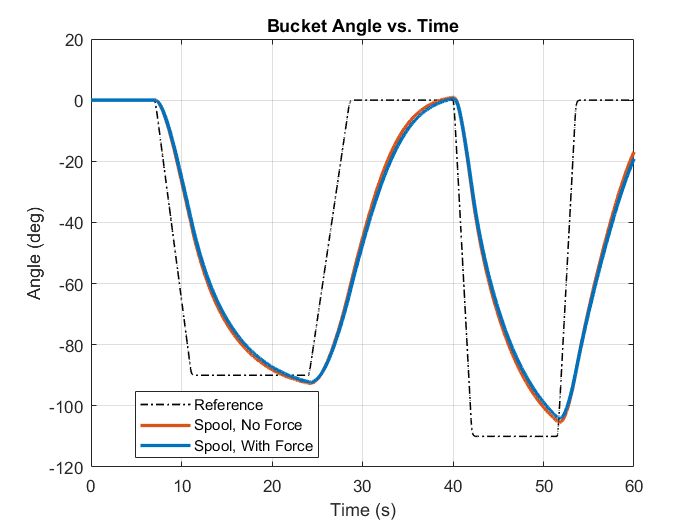 Bucket Angle vs. Time
20
0
-20
-40
-60
-80
-100
-120
Angle (deg)
Reference
Spool, No Force
Spool, With Force
0 10 20 30 40 50 60
Time (s)